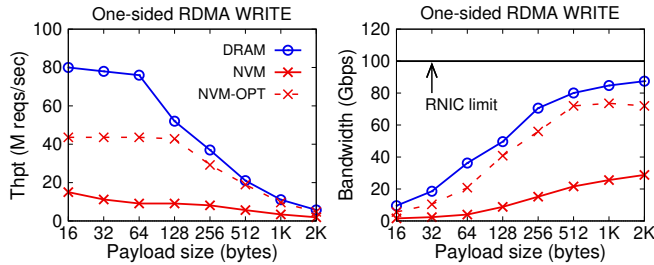 One-sided RDMA WRITE
Thpt (M reqs/sec)
100
80
60
40
20
0
DRAM
NVM
NVM-OPT
16 32 64 128 256 512 1K 2K
Payload size (bytes)
One-sided RDMA WRITE
Bandwidth (Gbps)
120
100
80
60
40
20
0
RNIC limit
16 32 64 128 256 512 1K 2K
Payload size (bytes)